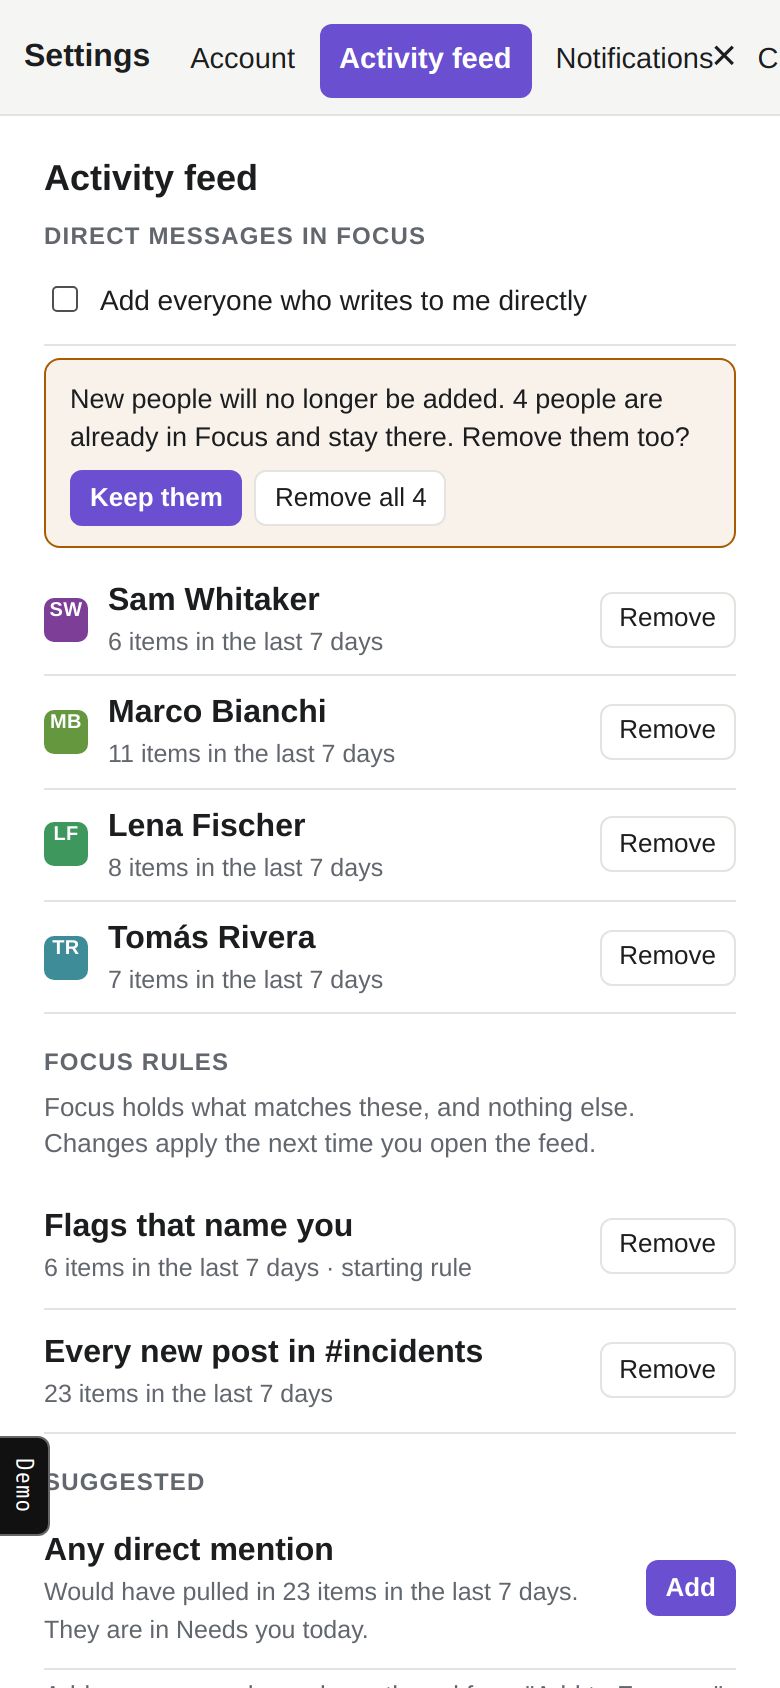 Settings
Account
Activity feed
Notifications
C
Activity feed
DIRECT MESSAGES IN FOCUS
Add everyone who writes to me directly
New people will no longer be added. 4 people are
already in Focus and stay there. Remove them too?
Keep them
Remove all 4
SW
Sam Whitaker
6 items in the last 7 days
Remove
MB
Marco Bianchi
11 items in the last 7 days
Remove
LF
Lena Fischer
8 items in the last 7 days
Remove
TR
Tomás Rivera
7 items in the last 7 days
Remove
FOCUS RULES
Focus holds what matches these, and nothing else.
Changes apply the next time you open the feed.
Flags that name you
6 items in the last 7 days · starting rule
Remove
Every new post in #incidents
23 items in the last 7 days
Remove
Demo
SUGGESTED
Any direct mention
Would have pulled in 23 items in the last 7 days.
They are in Needs you today.
Add